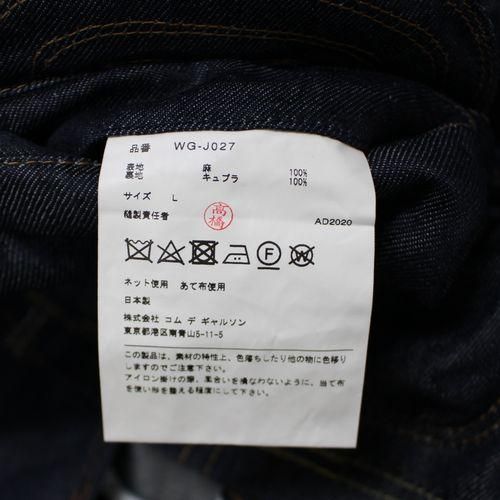 品番 WG-J027
表地 麻 100%
裏地 キュプラ 100%
サイズ L
縫製責任者 高橋 AD2020
F
ネット使用 あて布使用
日本製
株式会社 コム デ ギャルソン
東京都港区南青山5-11-5
この製品は、素材の特性上、色落ちしたり他の物に色移り
しますのでご注意下さい。
アイロン掛けの際、風合いを損なわないように、当て布
を使い形を整える程度にして下さい。